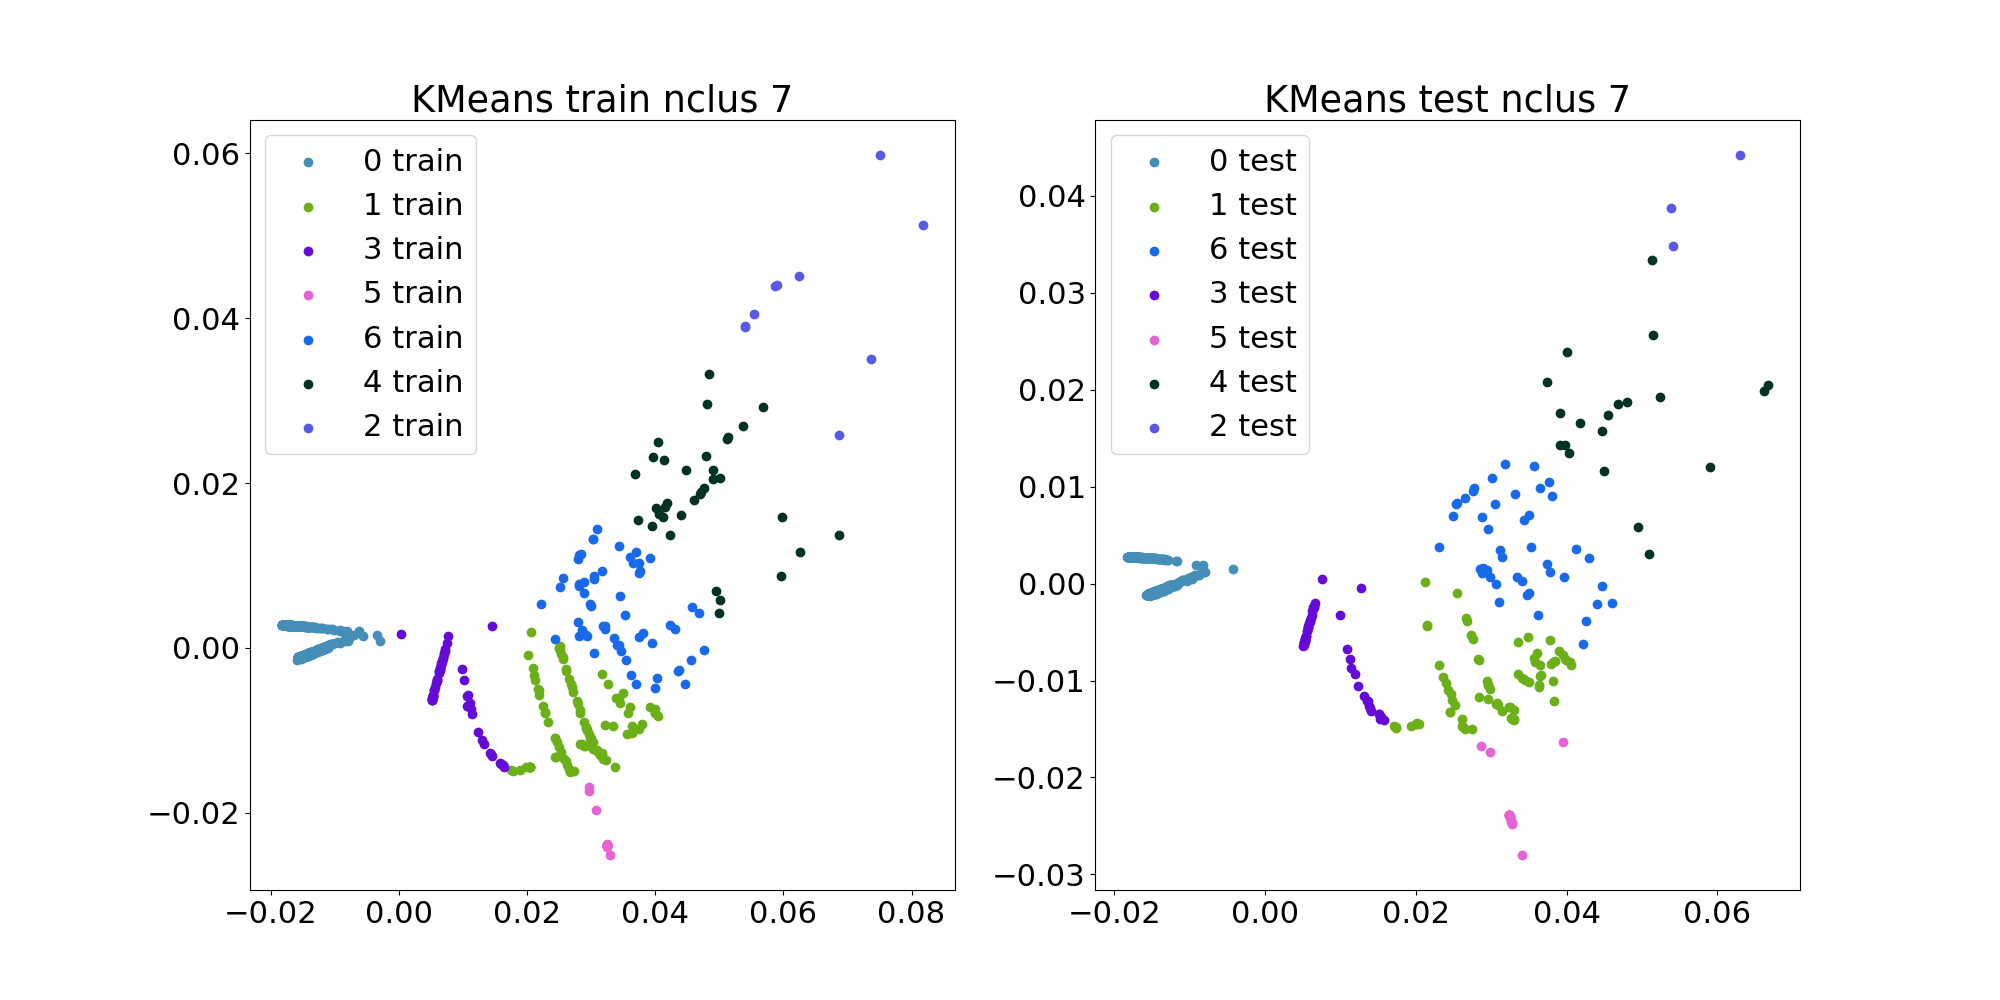 KMeans train nclus 7
0.06
0.04
0.02
0.00
−0.02
0 train
1 train
3 train
5 train
6 train
4 train
2 train
−0.02 0.00 0.02 0.04 0.06 0.08
KMeans test nclus 7
0.04
0.03
0.02
0.01
0.00
−0.01
−0.02
−0.03
0 test
1 test
6 test
3 test
5 test
4 test
2 test
−0.02 0.00 0.02 0.04 0.06